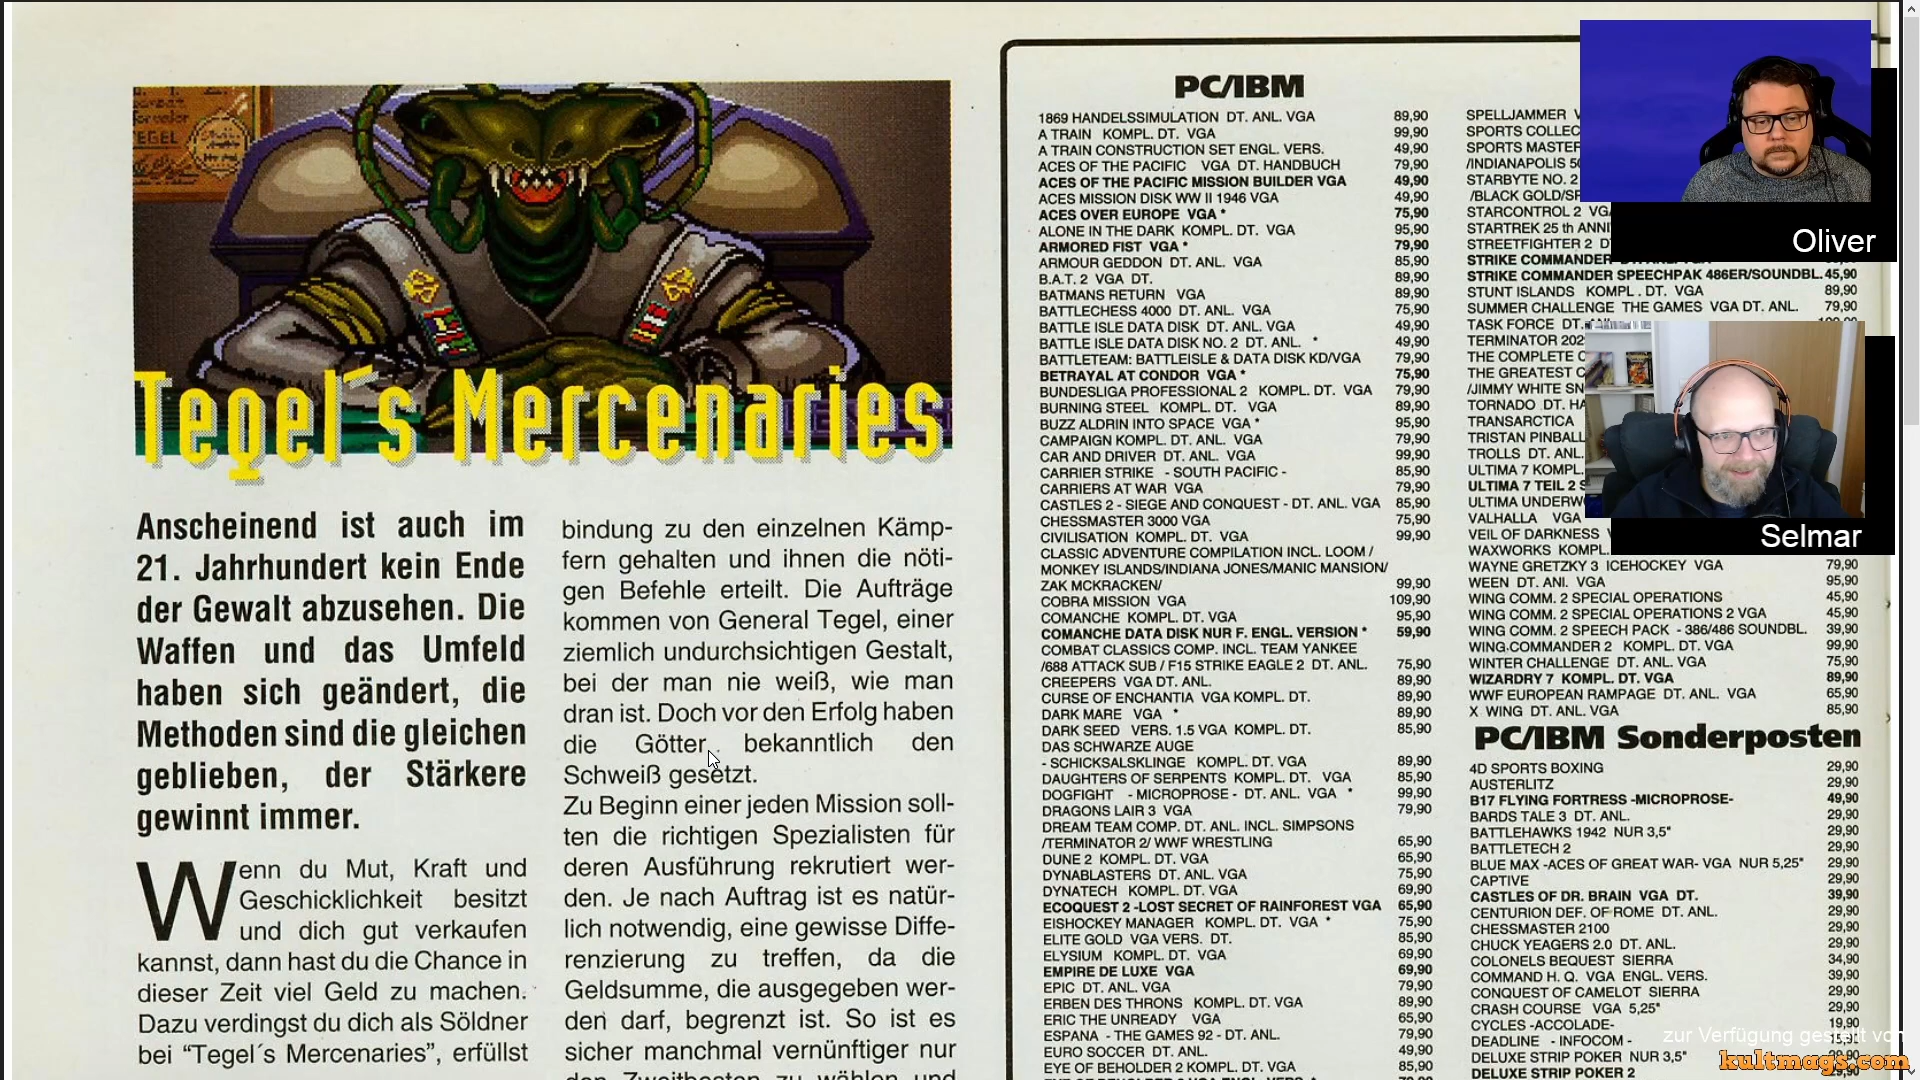 for valor
TEGEL
Tegel´s Mercenaries
Anscheinend ist auch im
21. Jahrhundert kein Ende
der Gewalt abzusehen. Die
Waffen und das Umfeld
haben sich geändert, die
Methoden sind die gleichen
geblieben, der Stärkere
gewinnt immer.
Wenn du Mut, Kraft und
Geschicklichkeit besitzt
und dich gut verkaufen
kannst, dann hast du die Chance in
dieser Zeit viel Geld zu machen.
Dazu verdingst du dich als Söldner
bei “Tegel´s Mercenaries”, erfüllst
bindung zu den einzelnen Kämp-
fern gehalten und ihnen die nöti-
gen Befehle erteilt. Die Aufträge
kommen von General Tegel, einer
ziemlich undurchsichtigen Gestalt,
bei der man nie weiß, wie man
dran ist. Doch vor den Erfolg haben
die Götter bekanntlich den
Schweiß gesetzt.
Zu Beginn einer jeden Mission soll-
ten die richtigen Spezialisten für
deren Ausführung rekrutiert wer-
den. Je nach Auftrag ist es natür-
lich notwendig, eine gewisse Diffe-
renzierung zu treffen, da die
Geldsumme, die ausgegeben wer-
den darf, begrenzt ist. So ist es
sicher manchmal vernünftiger nur
den Zweitbesten zu wählen und
PC/IBM
1869 HANDELSSIMULATION DT. ANL. VGA 89,90
A TRAIN KOMPL. DT. VGA 99,90
A TRAIN CONSTRUCTION SET ENGL. VERS. 49,90
ACES OF THE PACIFIC VGA DT. HANDBUCH 79,90
ACES OF THE PACIFIC MISSION BUILDER VGA 49,90
ACES MISSION DISK WW II 1946 VGA 49,90
ACES OVER EUROPE VGA * 75,90
ALONE IN THE DARK KOMPL. DT. VGA 95,90
ARMORED FIST VGA * 79,90
ARMOUR GEDDON DT. ANL. VGA 85,90
B.A.T. 2 VGA DT. 89,90
BATMANS RETURN VGA 89,90
BATTLECHESS 4000 DT. ANL. VGA 75,90
BATTLE ISLE DATA DISK DT. ANL. VGA 49,90
BATTLE ISLE DATA DISK NO. 2 DT. ANL. * 49,90
BATTLETEAM: BATTLEISLE & DATA DISK KD/VGA 79,90
BETRAYAL AT CONDOR VGA * 75,90
BUNDESLIGA PROFESSIONAL 2 KOMPL. DT. VGA 79,90
BURNING STEEL KOMPL. DT. VGA 89,90
BUZZ ALDRIN INTO SPACE VGA * 95,90
CAMPAIGN KOMPL. DT. ANL. VGA 79,90
CAR AND DRIVER DT. ANL. VGA 99,90
CARRIER STRIKE - SOUTH PACIFIC - 85,90
CARRIERS AT WAR VGA 79,90
CASTLES 2 - SIEGE AND CONQUEST - DT. ANL. VGA 85,90
CHESSMASTER 3000 VGA 75,90
CIVILISATION KOMPL. DT. VGA 99,90
CLASSIC ADVENTURE COMPILATION INCL. LOOM /
MONKEY ISLANDS/INDIANA JONES/MANIC MANSION/
ZAK MCKRACKEN/ 99,90
COBRA MISSION VGA 109,90
COMANCHE KOMPL. DT. VGA 95,90
COMANCHE DATA DISK NUR F. ENGL. VERSION * 59,90
COMBAT CLASSICS COMP. INCL. TEAM YANKEE
/688 ATTACK SUB / F15 STRIKE EAGLE 2 DT. ANL. 75,90
CREEPERS VGA DT. ANL. 89,90
CURSE OF ENCHANTIA VGA KOMPL. DT. 89,90
DARK MARE VGA * 89,90
DARK SEED VERS. 1.5 VGA KOMPL. DT. 85,90
DAS SCHWARZE AUGE
- SCHICKSALSKLINGE KOMPL. DT. VGA 89,90
DAUGHTERS OF SERPENTS KOMPL. DT. VGA 85,90
DOGFIGHT - MICROPROSE - DT. ANL. VGA * 99,90
DRAGONS LAIR 3 VGA 79,90
DREAM TEAM COMP. DT. ANL. INCL. SIMPSONS
/TERMINATOR 2/ WWF WRESTLING 65,90
DUNE 2 KOMPL. DT. VGA 65,90
DYNABLASTERS DT. ANL. VGA 75,90
DYNATECH KOMPL. DT. VGA 69,90
ECOQUEST 2 -LOST SECRET OF RAINFOREST VGA 65,90
EISHOCKEY MANAGER KOMPL. DT. VGA * 75,90
ELITE GOLD VGA VERS. DT. 85,90
ELYSIUM KOMPL. DT. VGA 69,90
EMPIRE DE LUXE VGA 69,90
EPIC DT. ANL. VGA 79,90
ERBEN DES THRONS KOMPL. DT. VGA 89,90
ERIC THE UNREADY VGA 65,90
ESPANA - THE GAMES 92 - DT. ANL. 79,90
EURO SOCCER DT. ANL. 49,90
EYE OF BEHOLDER 2 KOMPL. DT. VGA 85,90
SPELLJAMMER V
SPORTS COLLEC
SPORTS MASTER
/INDIANAPOLIS 50
STARBYTE NO. 2
/BLACK GOLD/SP
STARCONTROL 2 VGA
STARTREK 25 th ANNI
STREETFIGHTER 2 DT
STRIKE COMMANDER
STRIKE COMMANDER SPEECHPAK 486ER/SOUNDBL. 45,90
STUNT ISLANDS KOMPL . DT. VGA 89,90
SUMMER CHALLENGE THE GAMES VGA DT. ANL. 79,90
TASK FORCE DT.
TERMINATOR 202
THE COMPLETE C
THE GREATEST C
/JIMMY WHITE SN
TORNADO DT. HA
TRANSARCTICA
TRISTAN PINBALL
TROLLS DT. ANL.
ULTIMA 7 KOMPL.
ULTIMA 7 TEIL 2 S
ULTIMA UNDERW
VALHALLA VGA
VEIL OF DARKNESS V
WAXWORKS KOMPL.
WAYNE GRETZKY 3 ICEHOCKEY VGA 79,90
WEEN DT. ANl. VGA 95,90
WING COMM. 2 SPECIAL OPERATIONS 45,90
WING COMM. 2 SPECIAL OPERATIONS 2 VGA 45,90
WING COMM. 2 SPEECH PACK - 386/486 SOUNDBL. 39,90
WING.COMMANDER 2 KOMPL. DT. VGA 99,90
WINTER CHALLENGE DT. ANL. VGA 75,90
WIZARDRY 7 KOMPL. DT. VGA 89,90
WWF EUROPEAN RAMPAGE DT. ANL. VGA 65,90
X WING DT. ANL. VGA 85,90
PC/IBM Sonderposten
4D SPORTS BOXING 29,90
AUSTERLITZ 29,90
B17 FLYING FORTRESS -MICROPROSE- 49,90
BARDS TALE 3 DT. ANL. 29,90
BATTLEHAWKS 1942 NUR 3,5" 29,90
BATTLETECH 2 29,90
BLUE MAX -ACES OF GREAT WAR- VGA NUR 5,25" 29,90
CAPTIVE 29,90
CASTLES OF DR. BRAIN VGA DT. 39,90
CENTURION DEF. OF ROME DT. ANL. 29,90
CHESSMASTER 2100 29,90
CHUCK YEAGERS 2.0 DT. ANL. 29,90
COLONELS BEQUEST SIERRA 34,90
COMMAND H. Q. VGA ENGL. VERS. 39,90
CONQUEST OF CAMELOT SIERRA 29,90
CRASH COURSE VGA 5,25" 29,90
CYCLES -ACCOLADE- 19,90
DEADLINE - INFOCOM -
DELUXE STRIP POKER NUR 3,5"
DELUXE STRIP POKER 2
Oliver
Selmar
zur Verfügung gestellt von
kultmags.com